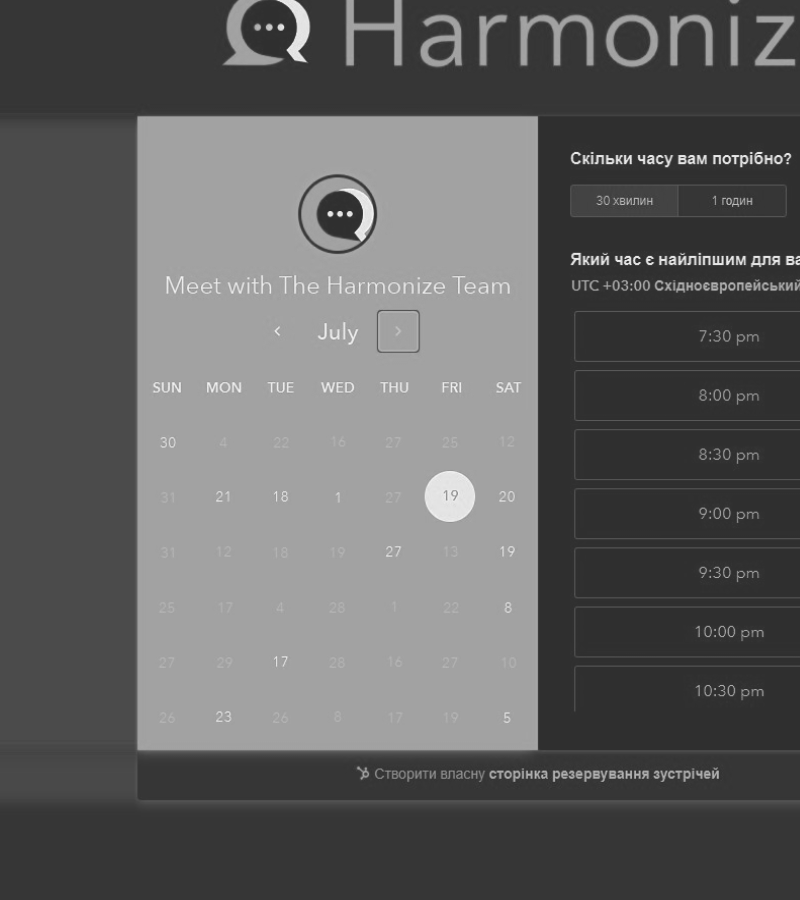 Harmoniz
Meet with The Harmonize Team
July
SUN MON TUE WED THU FRI SAT
30 4 22 16 27 25 12
31 21 18 1 27 19 20
31 12 18 19 27 13 19
25 17 4 28 1 22 8
27 29 17 28 16 27 10
26 23 26 8 17 19 5
Скільки часу вам потрібно?
30 хвилин 1 годин
Який час є найліпшим для ва
UTC +03:00 Східноєвропейський
7:30 pm
8:00 pm
8:30 pm
9:00 pm
9:30 pm
10:00 pm
10:30 pm
Створити власну сторінка резервування зустрічей